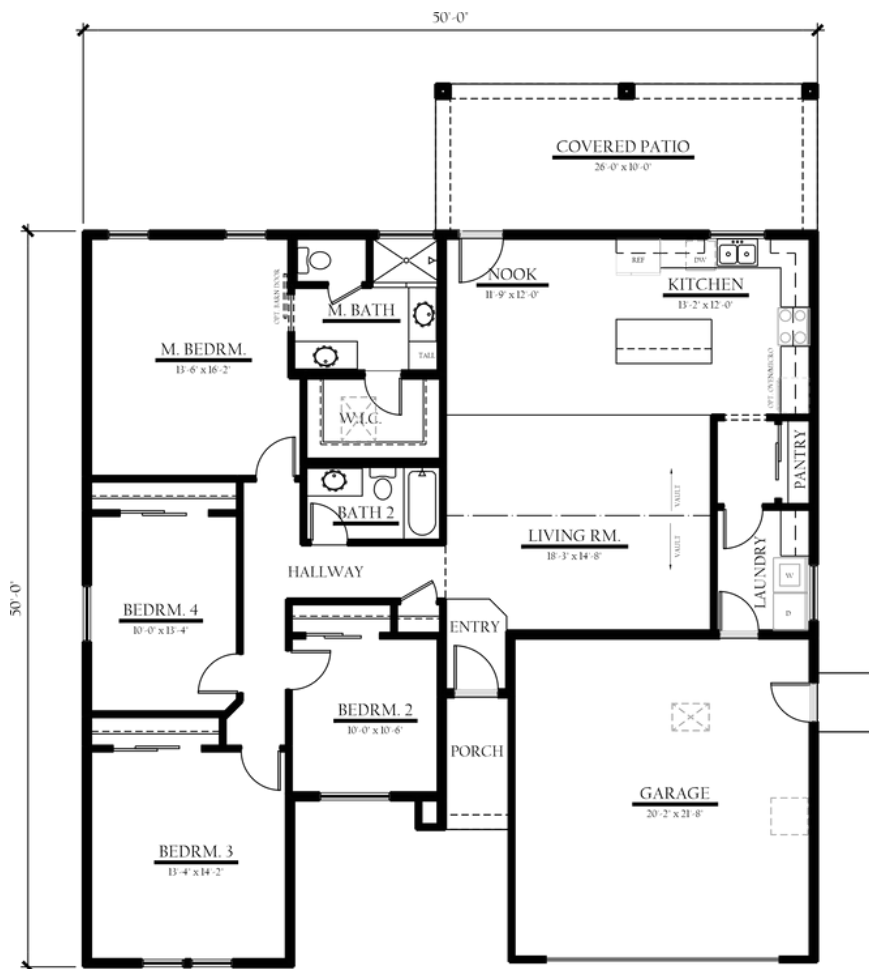 50'-0"
COVERED PATIO
26'-0" x 10'-0"
50'-0"
OPT. BARN DOOR
M. BATH
TALL
NOOK
11'-9" x 12'-0"
REF
DW
KITCHEN
13'-2" x 12'-0"
OPT. OVEN/MICRO
M. BEDRM.
13'-6" x 16'-2"
W.I.C.
PANTRY
VAULT
BATH 2
LIVING RM.
18'-3" x 14'-8"
VAULT
LAUNDRY
W
D
HALLWAY
BEDRM. 4
10'-0" x 13'-4"
ENTRY
BEDRM. 2
10'-0" x 10'-6"
PORCH
GARAGE
20'-2" x 21'-8"
BEDRM. 3
13'-4" x 14'-2"